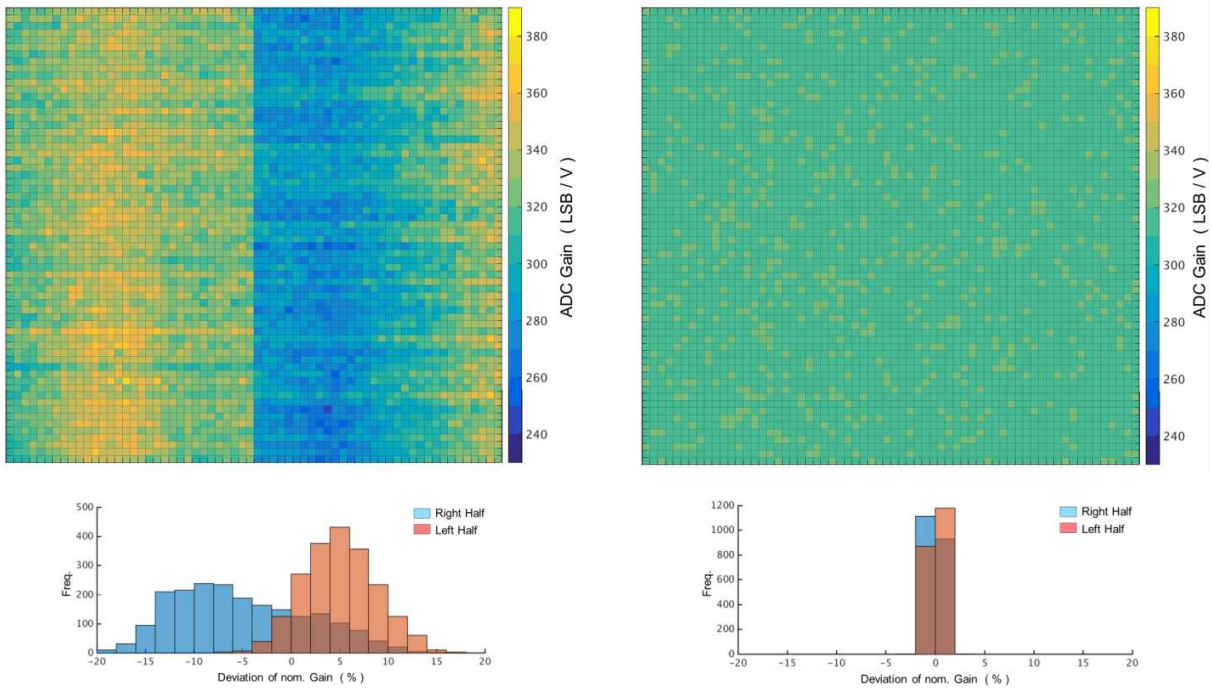 380
360
340
320
300
280
260
240
ADC Gain ( LSB / V )
380
360
340
320
300
280
260
240
ADC Gain ( LSB / V )
500
400
300
200
100
0
Freq.
Right Half
Left Half
−20 −15 −10 −5 0 5 10 15 20
Deviation of nom. Gain ( % )
1200
1000
800
600
400
200
0
Freq.
Right Half
Left Half
−20 −15 −10 −5 0 5 10 15 20
Deviation of nom. Gain ( % )